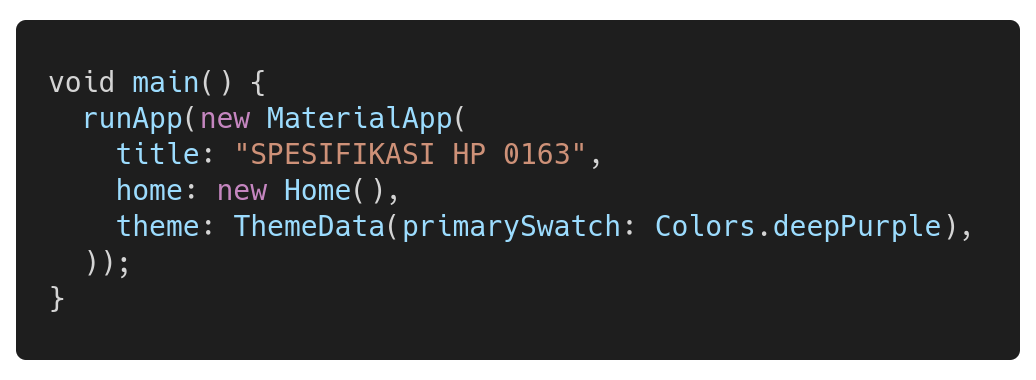 void main() {
  runApp(new MaterialApp(
    title: "SPESIFIKASI HP 0163",
    home: new Home(),
    theme: ThemeData(primarySwatch: Colors.deepPurple),
  ));
}